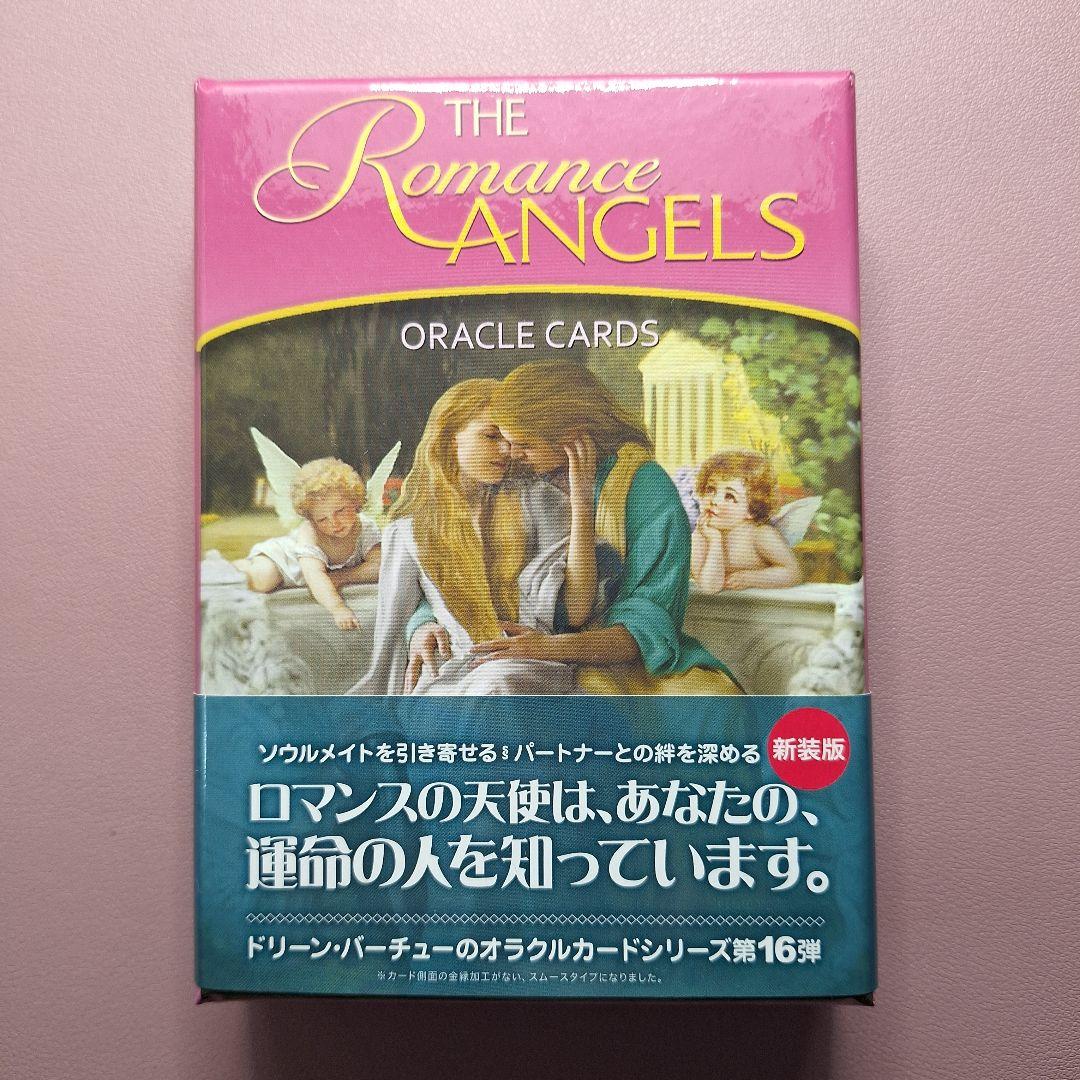 THE
Romance
ANGELS
ORACLE CARDS
ソウルメイトを引き寄せる§パートナーとの絆を深める
新装版
ロマンスの天使は、あなたの、
運命の人を知っています。
ドリーン・バーチューのオラクルカードシリーズ第16弾
※カード側面の金縁加工がない、スムースタイプになりました。